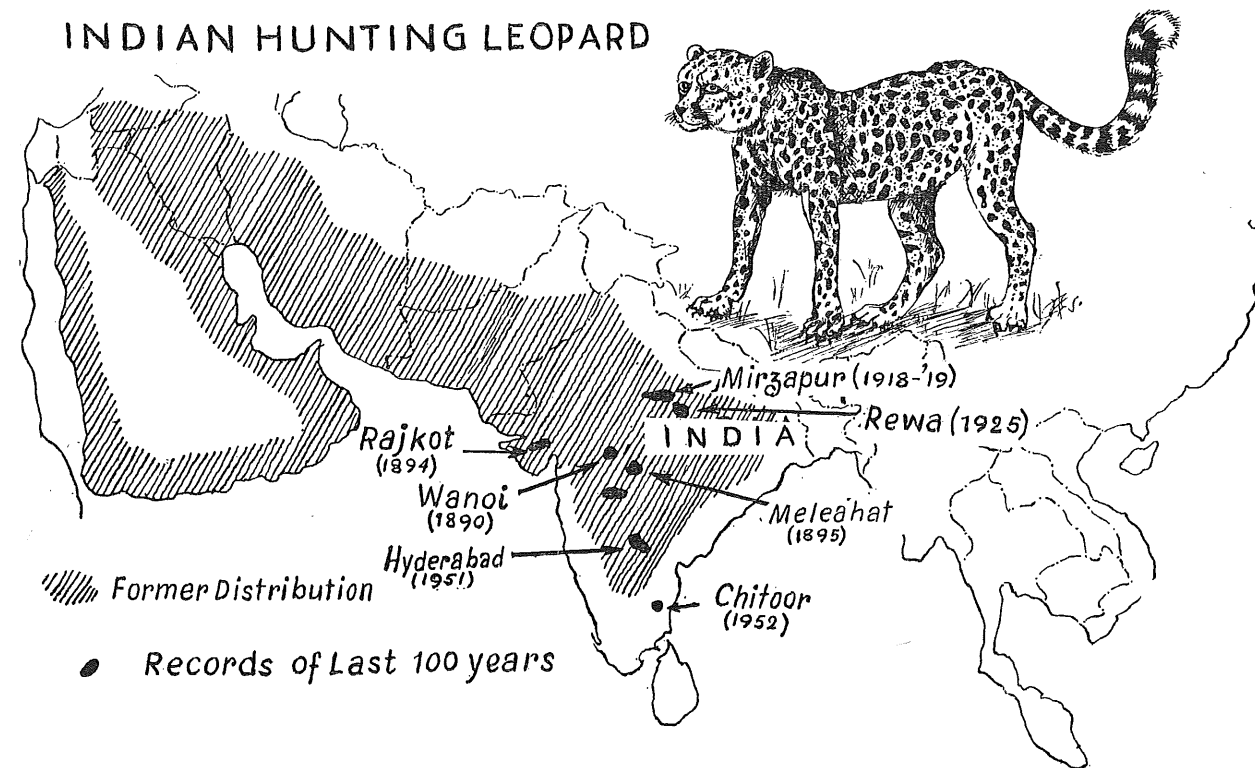 INDIAN HUNTING LEOPARD
Mirzapur (1918-'19)
Rewa (1925)
INDIA
Rajkot
(1894)
Wanoi
(1890)
Meleahat
(1895)
Hyderabad
(1951)
Former Distribution
Chitoor
(1952)
Records of Last 100 years